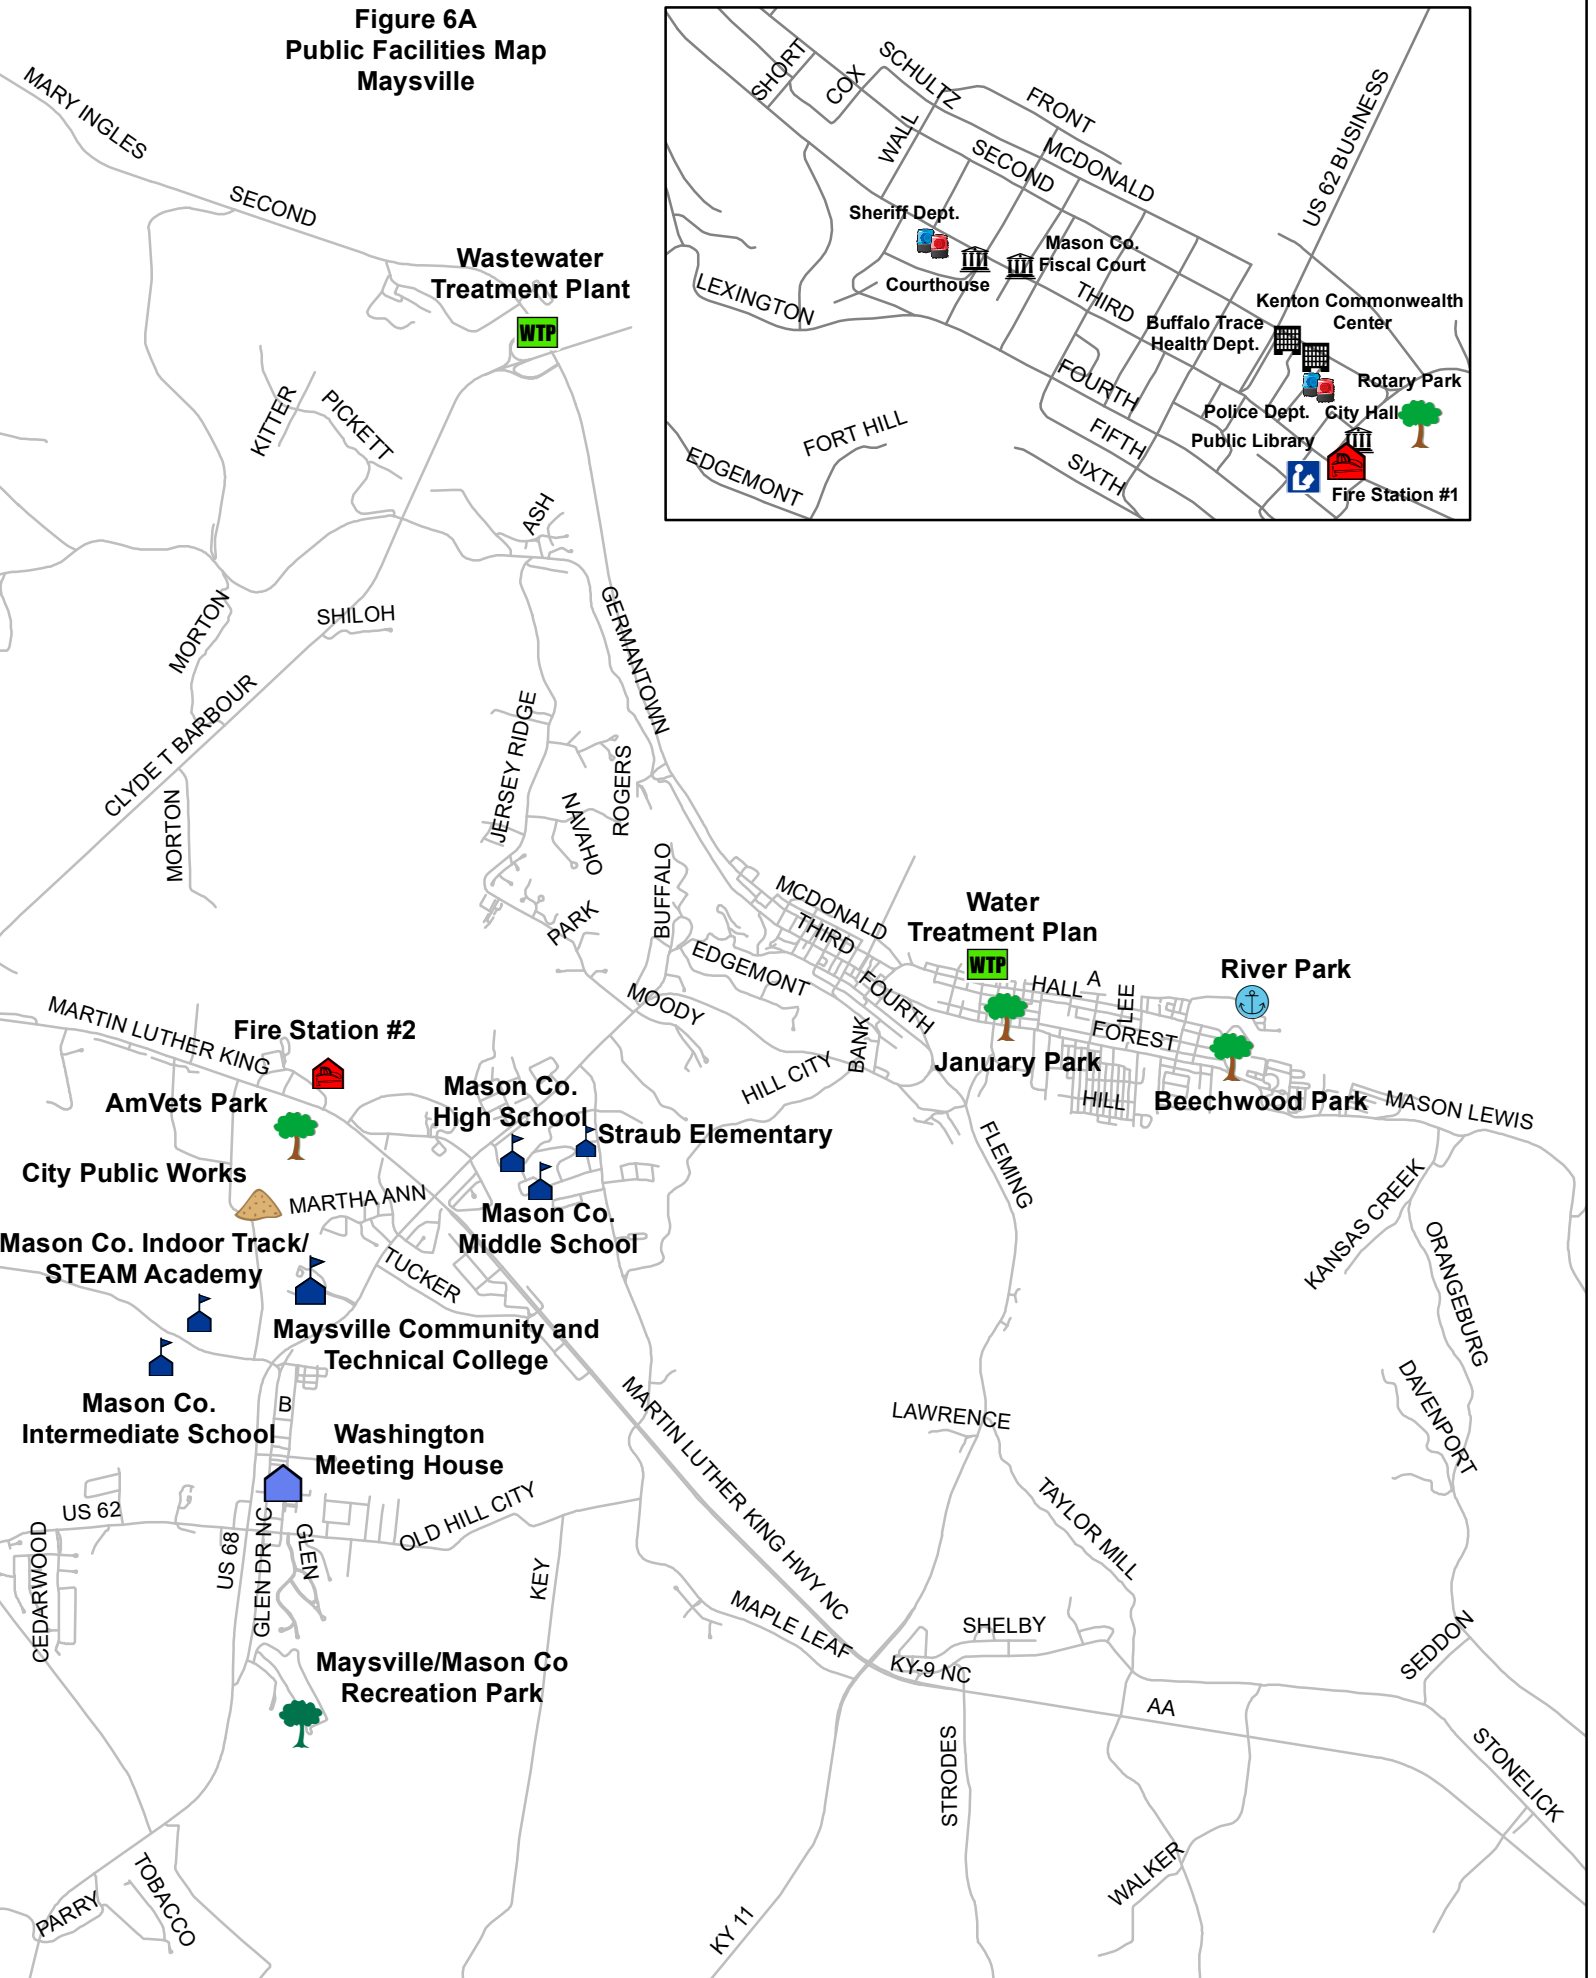 Figure 6A
Public Facilities Map
Maysville
MARY INGLES
SECOND
Wastewater
Treatment Plant
WTP
KITTER
PICKETT
ASH
MORTON
SHILOH
GERMANTOWN
CLYDE T BARBOUR
MORTON
JERSEY RIDGE
ROGERS
NAVAHO
BUFFALO
PARK
SHORT
COX
SCHULTZ
FRONT
WALL
SECOND
MCDONALD
US 62 BUSINESS
Sheriff Dept.
Mason Co.
Fiscal Court
Courthouse
LEXINGTON
THIRD
Kenton Commonwealth
Center
Buffalo Trace
Health Dept.
Rotary Park
FOURTH
Police Dept.
City Hall
FORT HILL
FIFTH
Public Library
EDGEMONT
SIXTH
Fire Station #1
MCDONALD
THIRD
Water
Treatment Plan
WTP
EDGEMONT
FOURTH
HALL
A
LEE
River Park
MOODY
BANK
FOREST
January Park
HILL CITY
HILL
Beechwood Park
MASON LEWIS
MARTIN LUTHER KING
Fire Station #2
AmVets Park
Mason Co.
High School
Straub Elementary
City Public Works
MARTHA ANN
Mason Co.
Middle School
FLEMING
KANSAS CREEK
ORANGEBURG
Mason Co. Indoor Track/
STEAM Academy
TUCKER
Maysville Community and
Technical College
Mason Co.
Intermediate School
B
Washington
Meeting House
MARTIN LUTHER KING HWY NC
LAWRENCE
DAVENPORT
US 62
OLD HILL CITY
TAYLOR MILL
CEDARWOOD
US 68
GLEN DR NC
GLEN
KEY
MAPLE LEAF
SHELBY
SEDDON
Maysville/Mason Co
Recreation Park
KY-9 NC
AA
STRODES
STONELICK
WALKER
PARRY
TOBACCO
KY 11